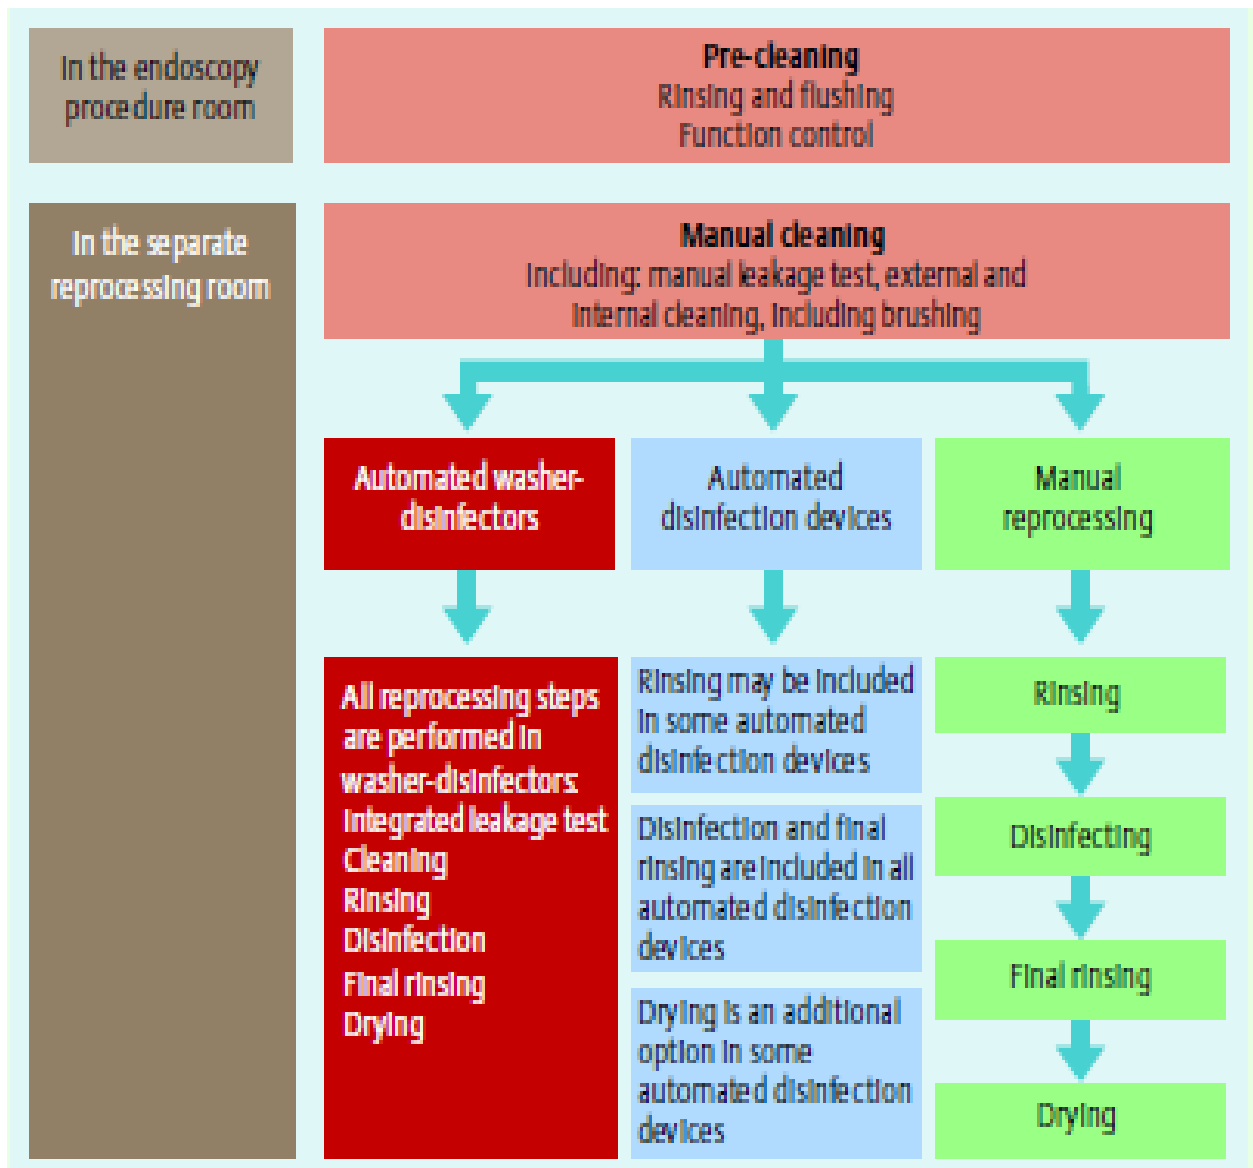 In the endoscopy
procedure room
Pre-cleaning
Rinsing and flushing
Function control
In the separate
reprocessing room
Manual cleaning
Including: manual leakage test, external and
internal cleaning, including brushing
Automated washer-
disinfectors
Automated
disinfection devices
Manual
reprocessing
All reprocessing steps
are performed in
washer-disinfectors:
Integrated leakage test
Cleaning
Rinsing
Disinfection
Final rinsing
Drying
Rinsing may be included
in some automated
disinfection devices
Disinfection and final
rinsing are included in all
automated disinfection
devices
Drying is an additional
option in some
automated disinfection
devices
Rinsing
Disinfecting
Final rinsing
Drying